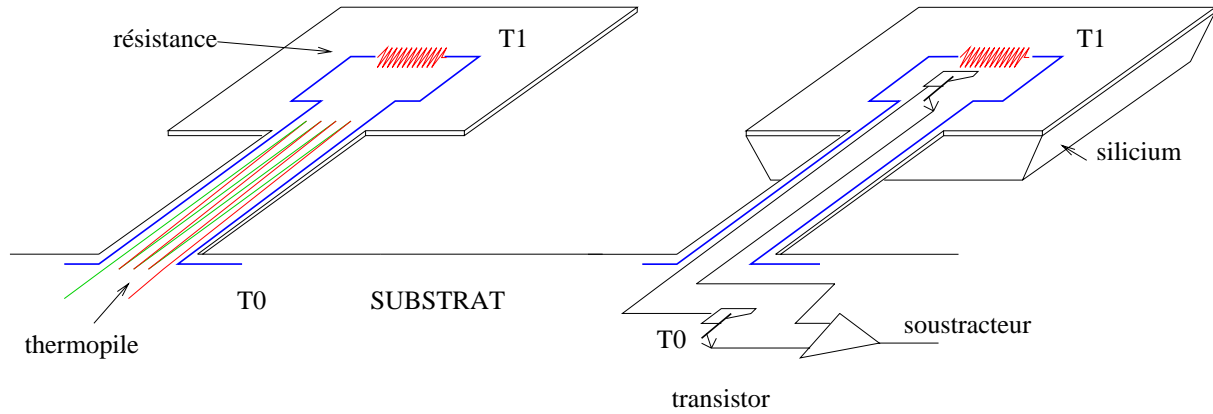 résistance
T1
T1
silicium
T0
SUBSTRAT
thermopile
T0
soustracteur
transistor